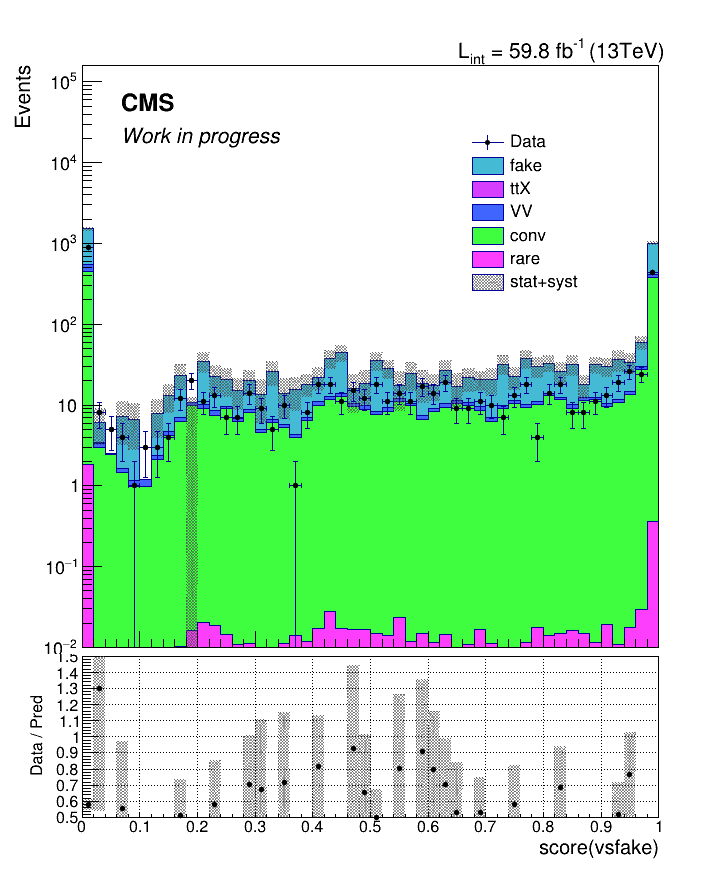 L_int = 59.8 fb^-1 (13TeV)
Events
CMS
Work in progress
Data
fake
ttX
VV
conv
rare
stat+syst
10^5
10^4
10^3
10^2
10
1
10^−1
10^−2
Data / Pred
1.5
1.4
1.3
1.2
1.1
1
0.9
0.8
0.7
0.6
0.5
0 0.1 0.2 0.3 0.4 0.5 0.6 0.7 0.8 0.9 1
score(vsfake)